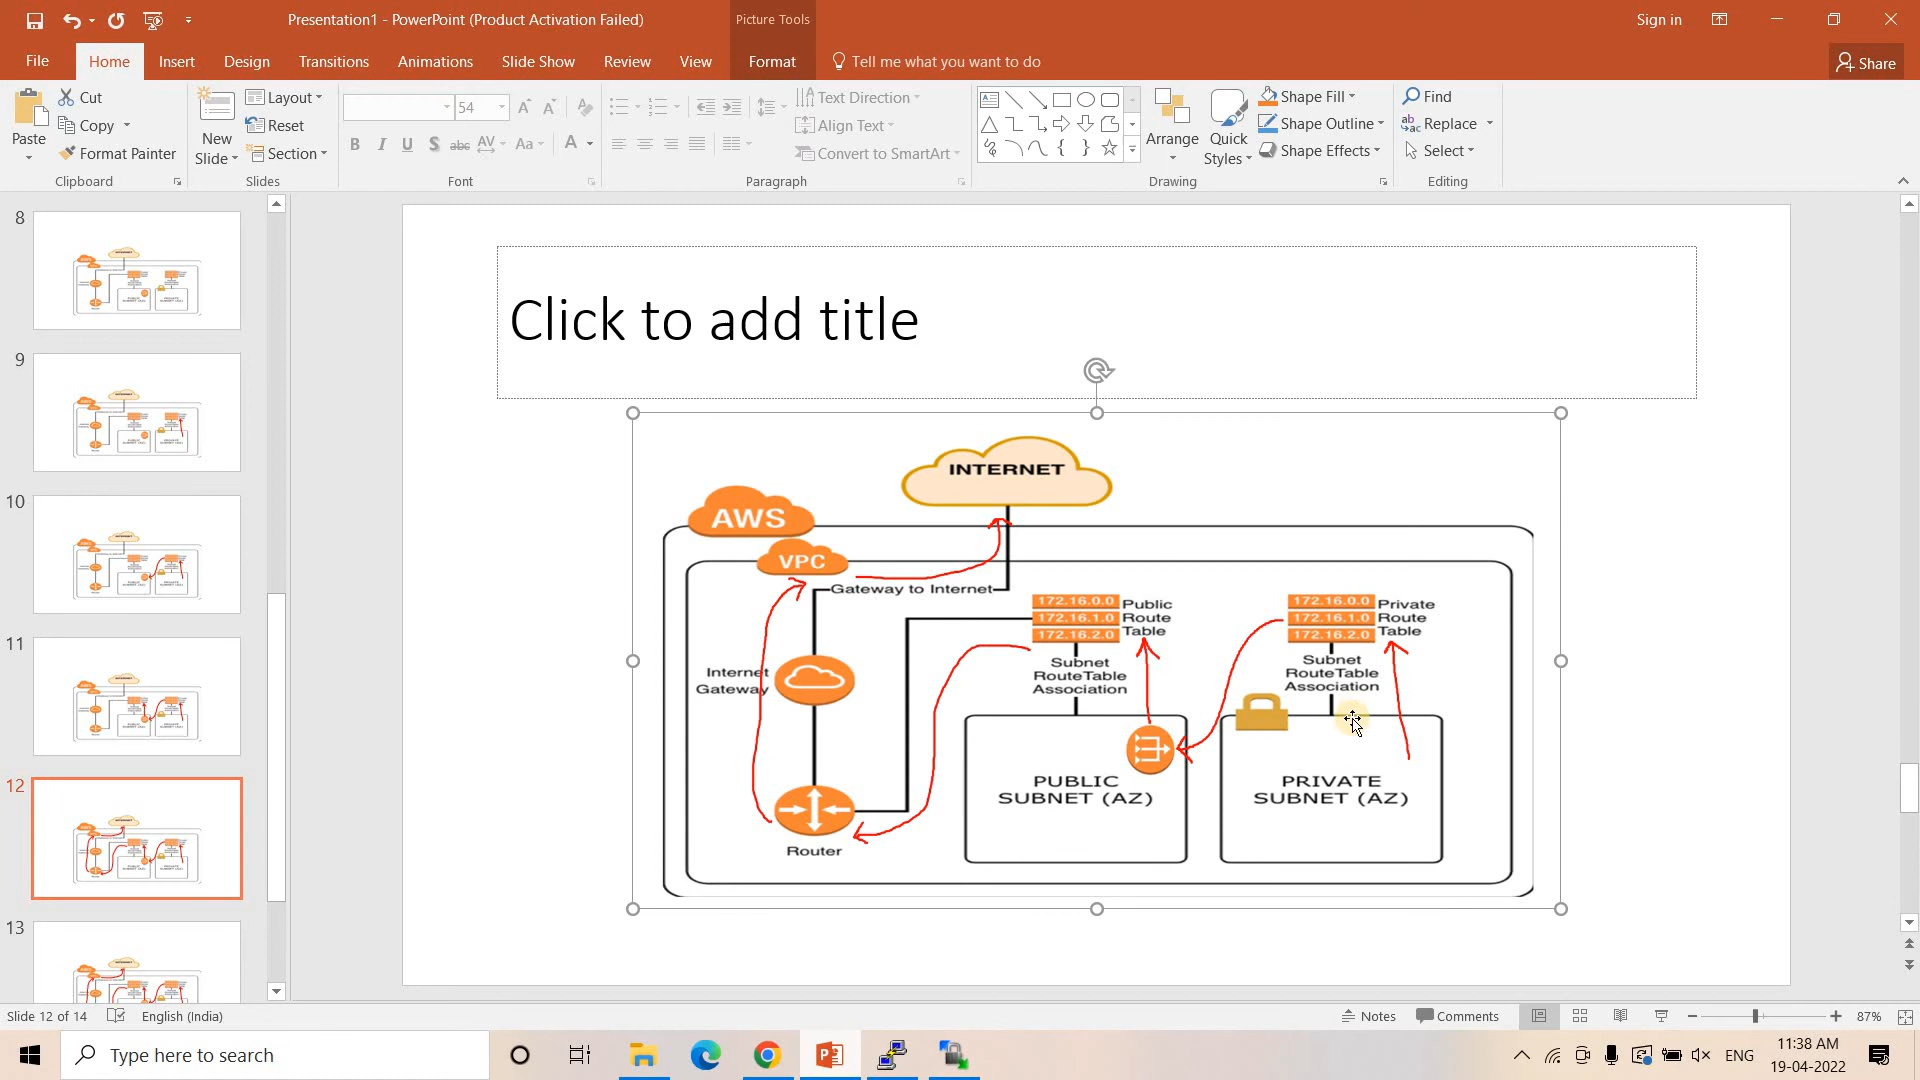 Presentation1 - PowerPoint (Product Activation Failed)
Picture Tools
Sign in
File
Home
Insert
Design
Transitions
Animations
Slide Show
Review
View
Format
Tell me what you want to do
Share
Paste
Cut
Copy
Format Painter
Clipboard
New
Slide
Layout
Reset
Section
Slides
54
B I U S abc AV Aa A
Font
Text Direction
Align Text
Convert to SmartArt
Paragraph
Arrange
Quick
Styles
Shape Fill
Shape Outline
Shape Effects
Drawing
Find
Replace
Select
Editing
8
9
10
11
12
13
Click to add title
INTERNET
AWS
VPC
Gateway to Internet
172.16.0.0
172.16.1.0
172.16.2.0
Public
Route
Table
172.16.0.0
172.16.1.0
172.16.2.0
Private
Route
Table
Internet
Gateway
Subnet
RouteTable
Association
Subnet
RouteTable
Association
PUBLIC
SUBNET (AZ)
PRIVATE
SUBNET (AZ)
Router
Slide 12 of 14
English (India)
Notes
Comments
87%
Type here to search
ENG
11:38 AM
19-04-2022